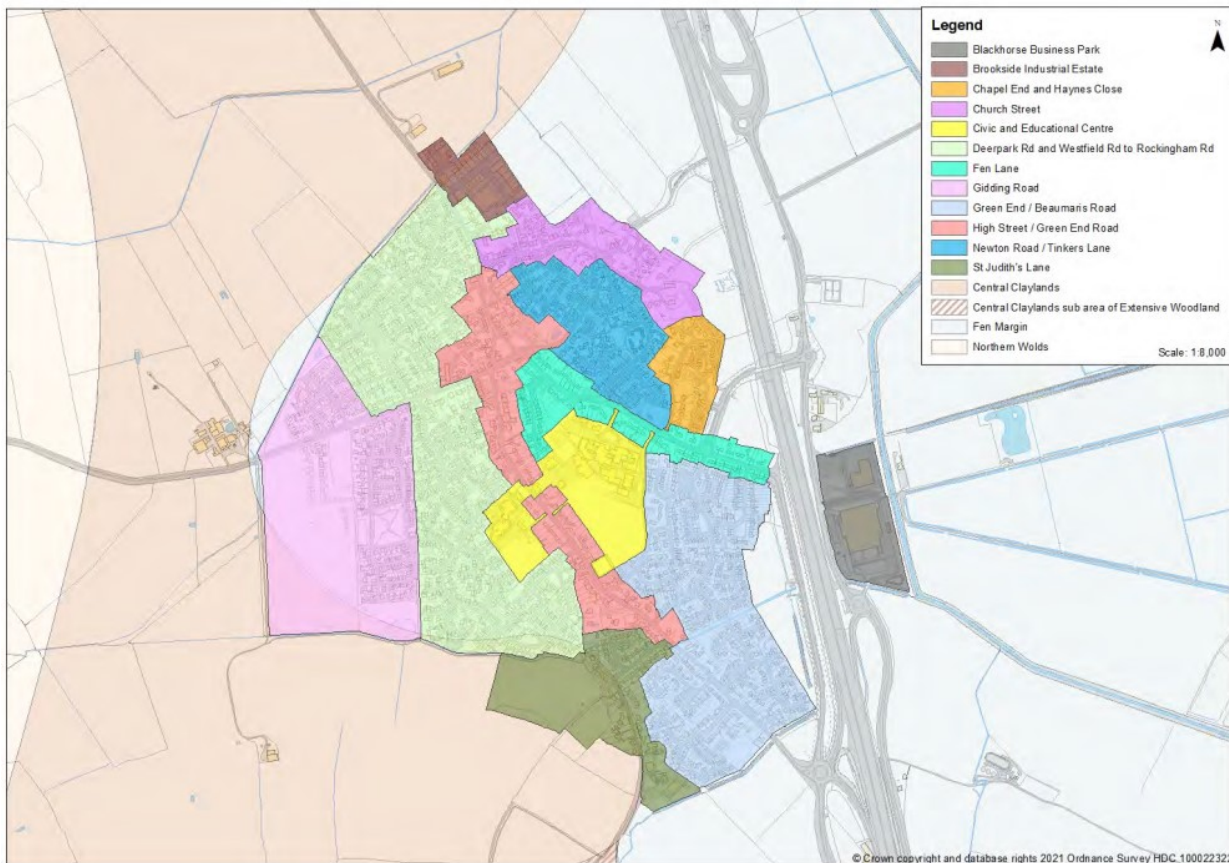 Legend
N
Blackhorse Business Park
Brookside Industrial Estate
Chapel End and Haynes Close
Church Street
Civic and Educational Centre
Deerpark Rd and Westfield Rd to Rockingham Rd
Fen Lane
Gidding Road
Green End / Beaumaris Road
High Street / Green End Road
Newton Road / Tinkers Lane
St Judith's Lane
Central Claylands
Central Claylands sub area of Extensive Woodland
Fen Margin
Northern Wolds
Scale: 1:8,000
© Crown copyright and database rights 2021 Ordnance Survey HDC 10002232